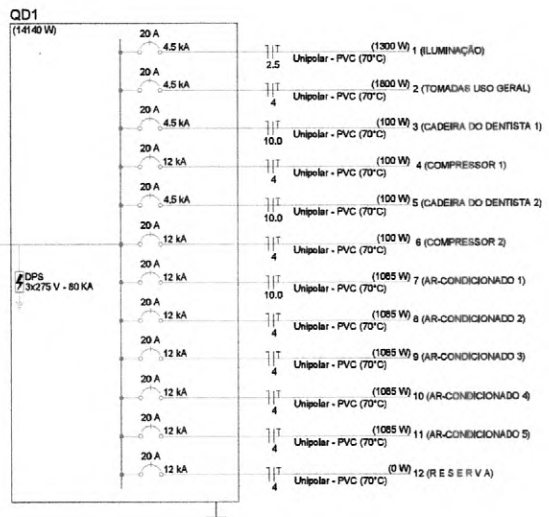 QD1
(14140 W)
20 A
4.5 kA
2.5
Unipolar - PVC (70°C)
(1300 W)
1 (ILUMINAÇÃO)
20 A
4.5 kA
4
Unipolar - PVC (70°C)
(1800 W)
2 (TOMADAS USO GERAL)
20 A
4.5 kA
10.0
Unipolar - PVC (70°C)
(100 W)
3 (CADEIRA DO DENTISTA 1)
20 A
12 kA
4
Unipolar - PVC (70°C)
(100 W)
4 (COMPRESSOR 1)
20 A
4.5 kA
10.0
Unipolar - PVC (70°C)
(100 W)
5 (CADEIRA DO DENTISTA 2)
20 A
12 kA
4
Unipolar - PVC (70°C)
(100 W)
6 (COMPRESSOR 2)
DPS
3x275 V - 80 KA
20 A
12 kA
10.0
Unipolar - PVC (70°C)
(1085 W)
7 (AR-CONDICIONADO 1)
20 A
12 kA
4
Unipolar - PVC (70°C)
(1085 W)
8 (AR-CONDICIONADO 2)
20 A
12 kA
4
Unipolar - PVC (70°C)
(1085 W)
9 (AR-CONDICIONADO 3)
20 A
12 kA
4
Unipolar - PVC (70°C)
(1085 W)
10 (AR-CONDICIONADO 4)
20 A
12 kA
4
Unipolar - PVC (70°C)
(1085 W)
11 (AR-CONDICIONADO 5)
20 A
12 kA
4
Unipolar - PVC (70°C)
(0 W)
12 (R E S E R V A)